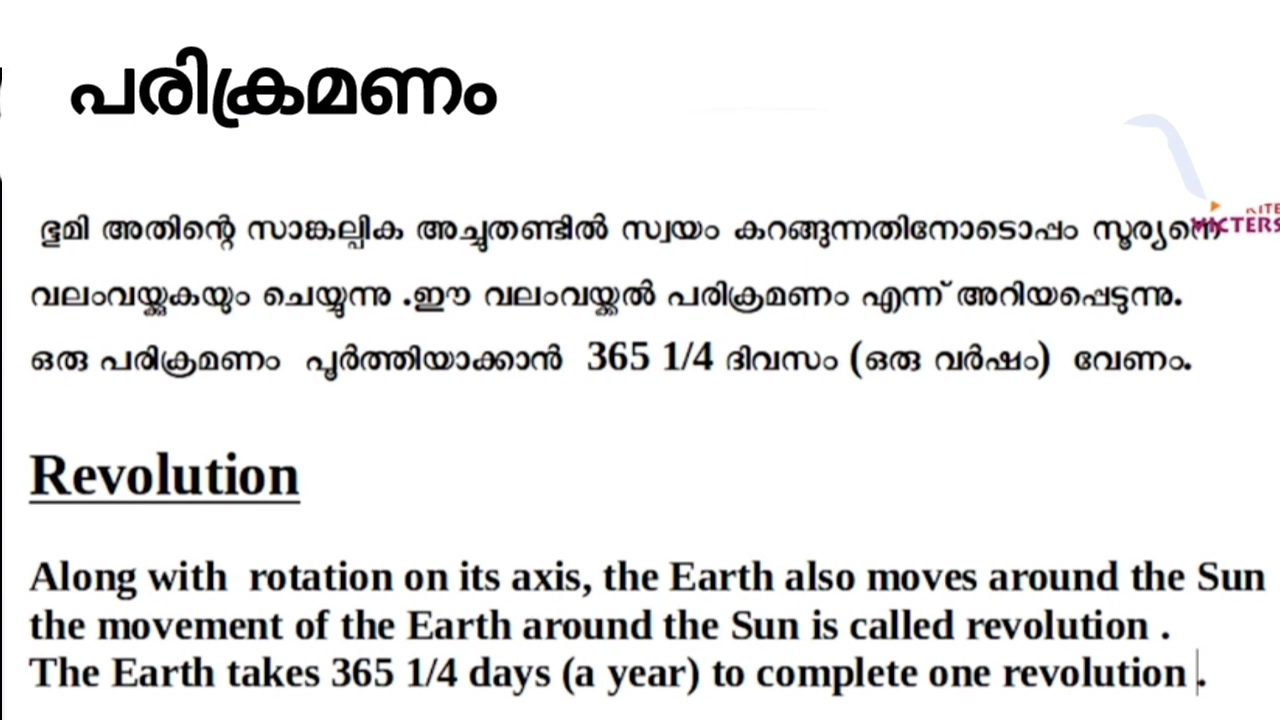 പരിക്രമണം
ഭൂമി അതിന്റെ സാങ്കല്പിക അച്ചുതണ്ടിൽ സ്വയം കറങ്ങുന്നതിനോടൊപ്പം സൂര്യനെ
KITE
VICTERS
വലംവയ്ക്കുകയും ചെയ്യുന്നു .ഈ വലംവയ്ക്കൽ പരിക്രമണം എന്ന് അറിയപ്പെടുന്നു.
ഒരു പരിക്രമണം പൂർത്തിയാക്കാൻ 365 1/4 ദിവസം (ഒരു വർഷം) വേണം.
Revolution
Along with rotation on its axis, the Earth also moves around the Sun
the movement of the Earth around the Sun is called revolution .
The Earth takes 365 1/4 days (a year) to complete one revolution .